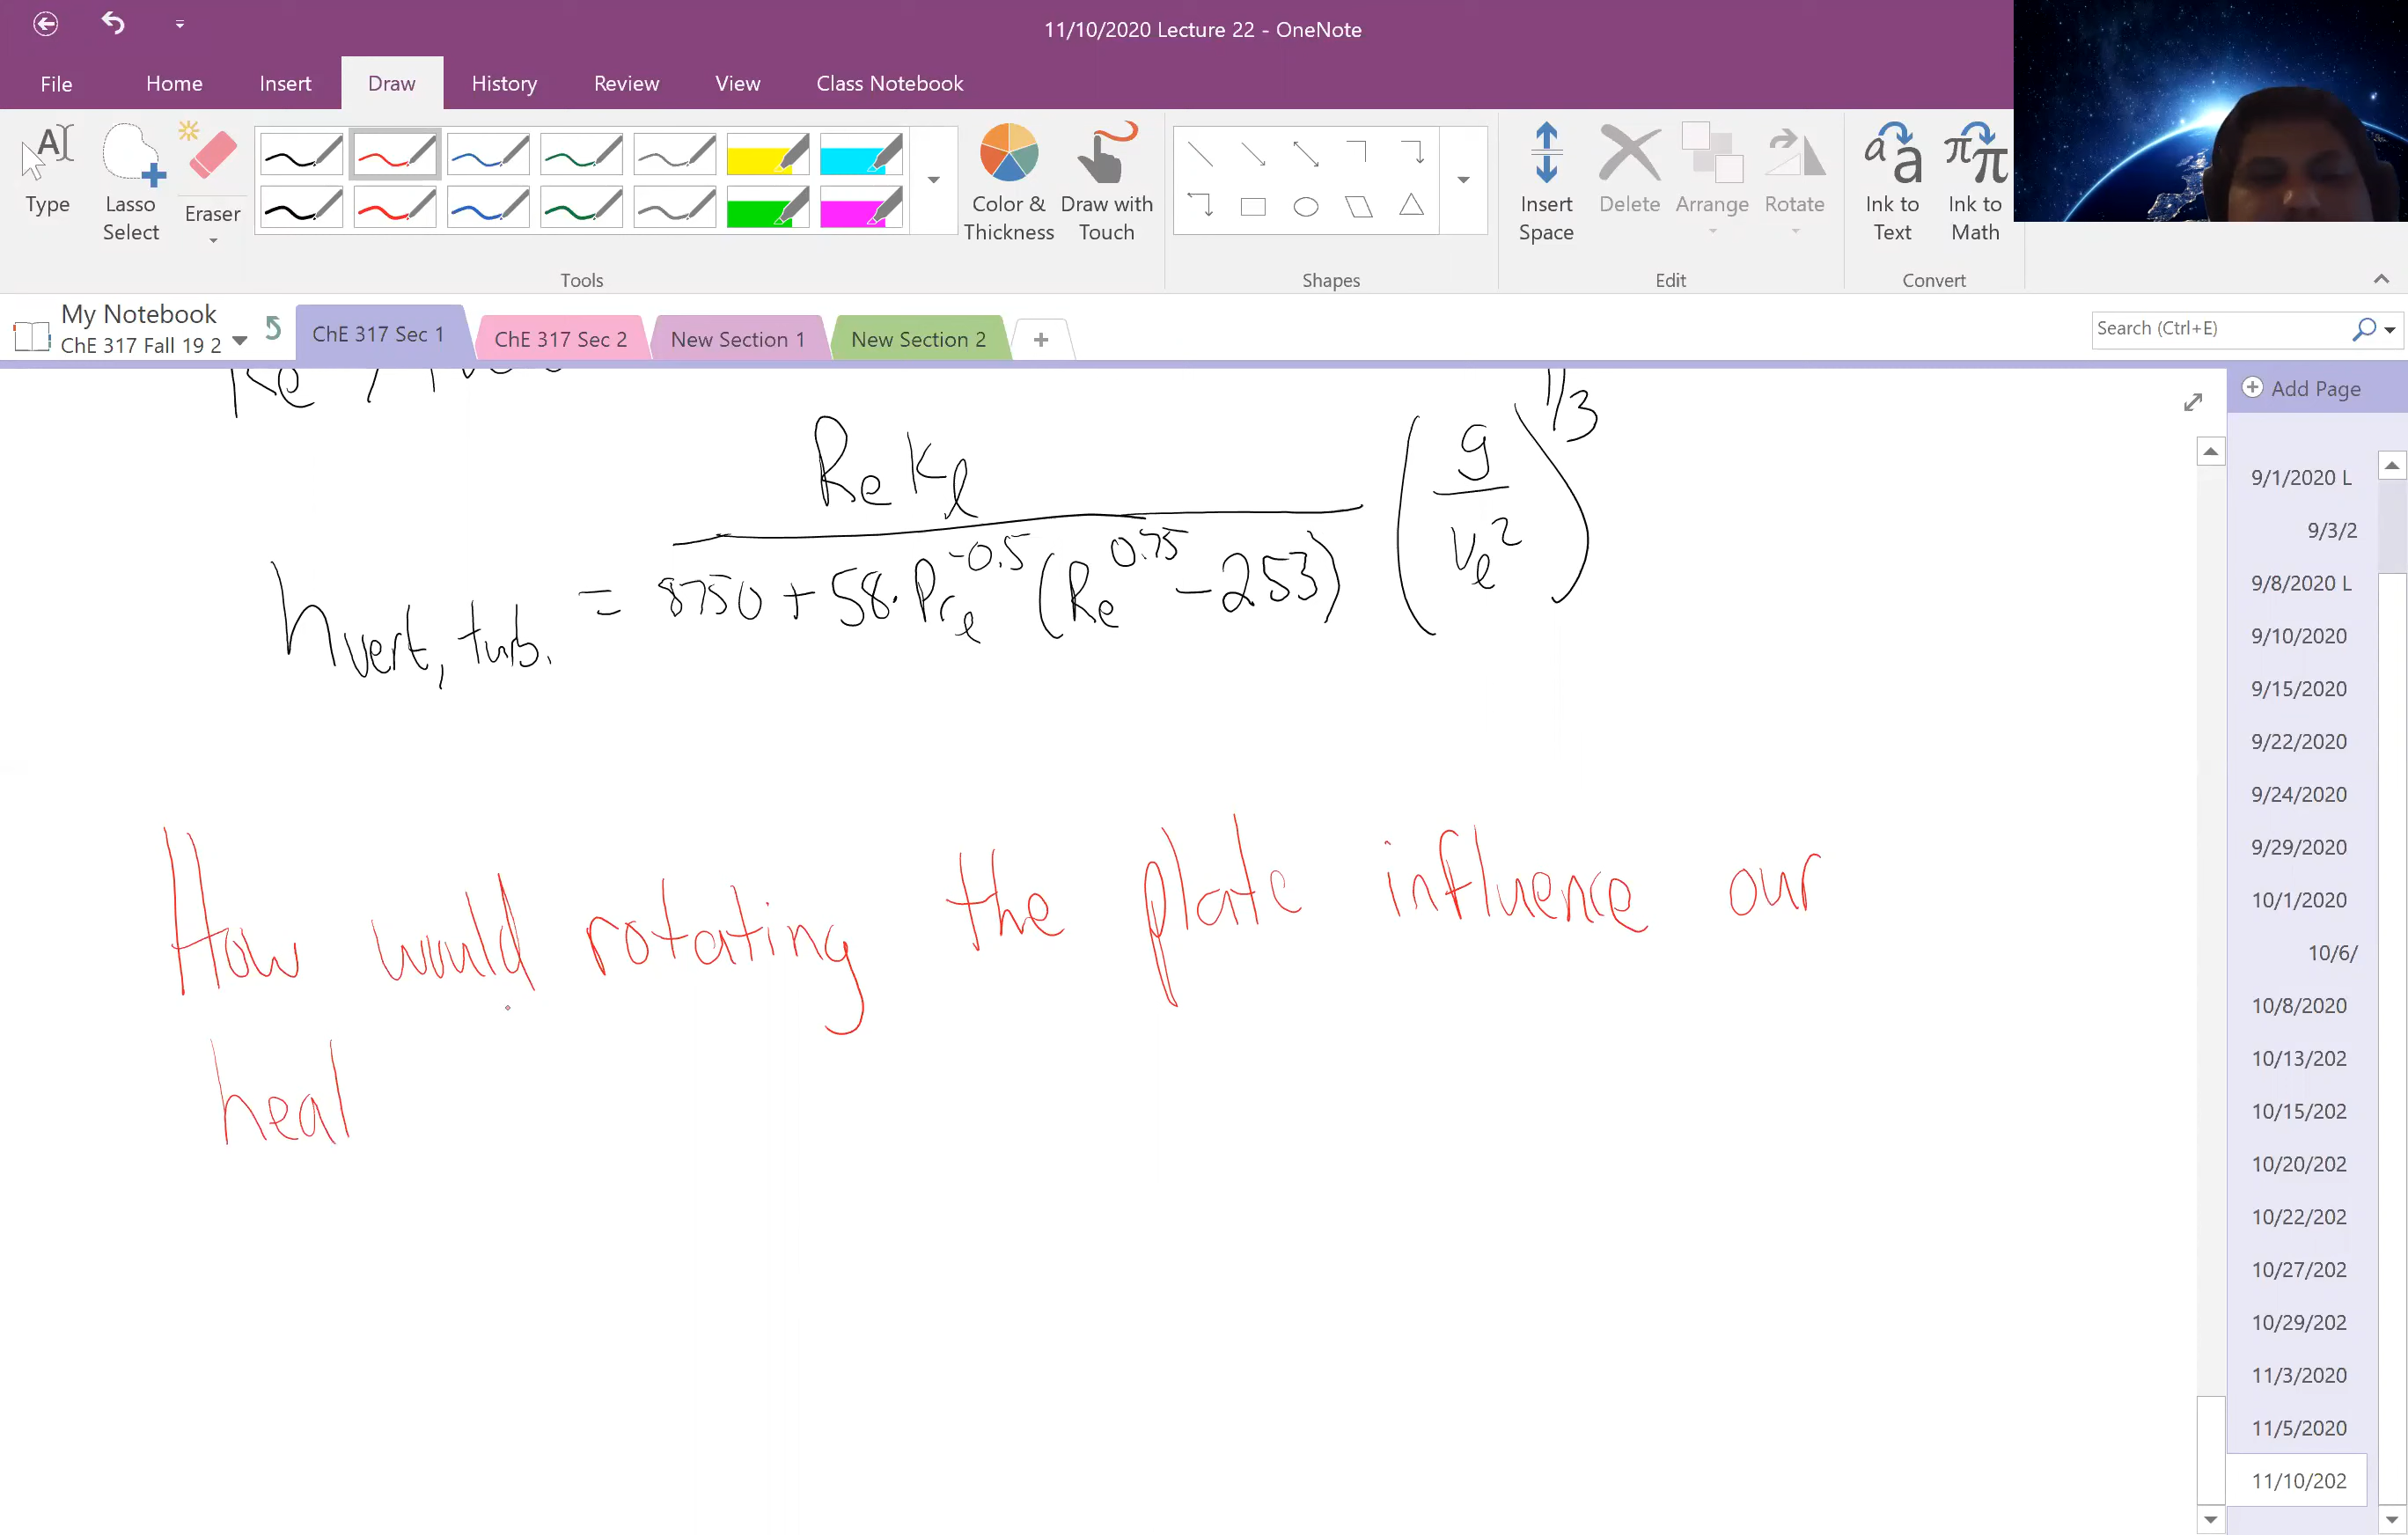 11/10/2020 Lecture 22 - OneNote
File Home Insert Draw History Review View Class Notebook
Type
Lasso Select
Eraser
Color & Thickness
Draw with Touch
Insert Space
Delete
Arrange
Rotate
Ink to Text
Ink to Math
Tools Shapes Edit Convert
My Notebook
ChE 317 Fall 19 2
ChE 317 Sec 1 ChE 317 Sec 2 New Section 1 New Section 2 +
Search (Ctrl+E)
Add Page
Re
h_vert, turb. = Re k_l / (8750 + 58 · Pr_l^-0.5 (Re^0.75 - 253)) (g / ν_l^2)^1/3
How would rotating the plate influence our
heal
9/1/2020 L
9/3/2
9/8/2020 L
9/10/2020
9/15/2020
9/22/2020
9/24/2020
9/29/2020
10/1/2020
10/6/
10/8/2020
10/13/202
10/15/202
10/20/202
10/22/202
10/27/202
10/29/202
11/3/2020
11/5/2020
11/10/202